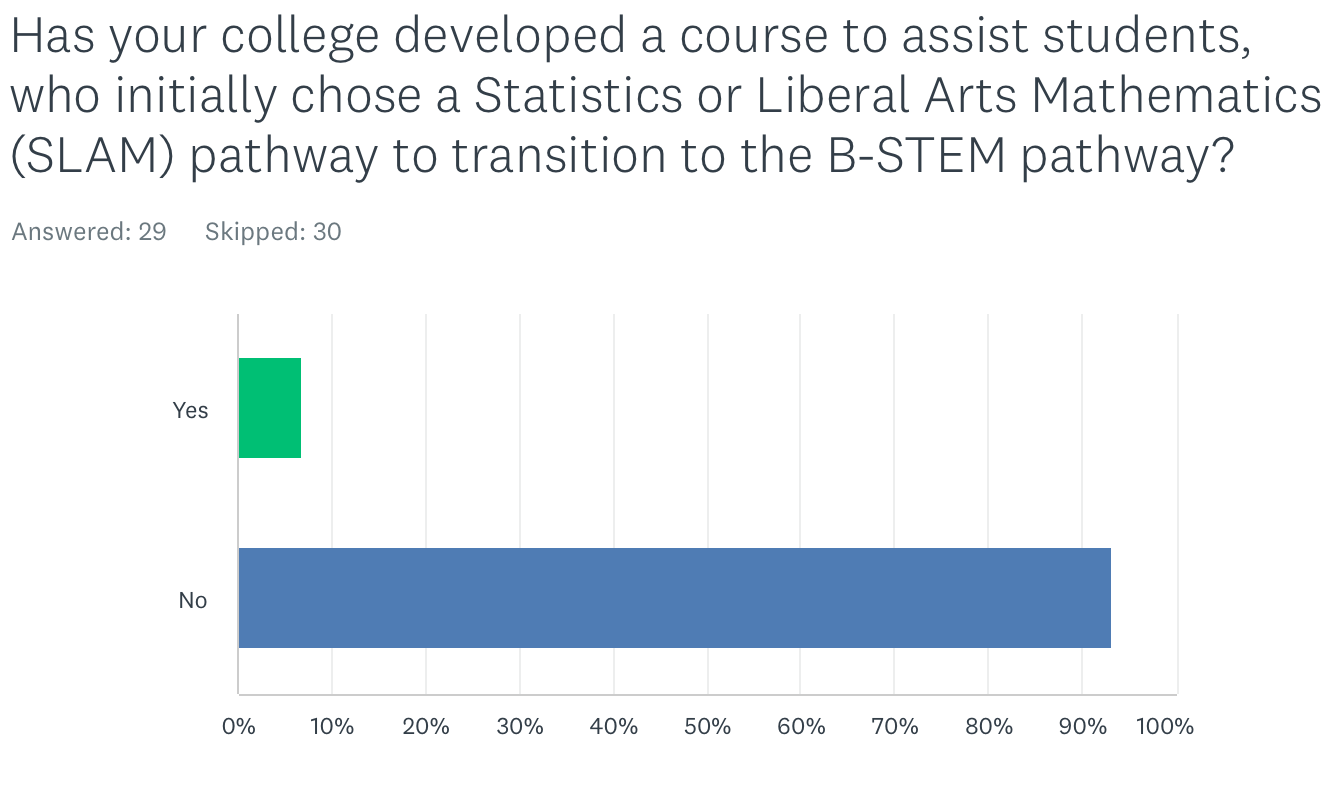 Has your college developed a course to assist students,
who initially chose a Statistics or Liberal Arts Mathematics
(SLAM) pathway to transition to the B-STEM pathway?
Answered: 29 Skipped: 30
Yes
No
0% 10% 20% 30% 40% 50% 60% 70% 80% 90% 100%